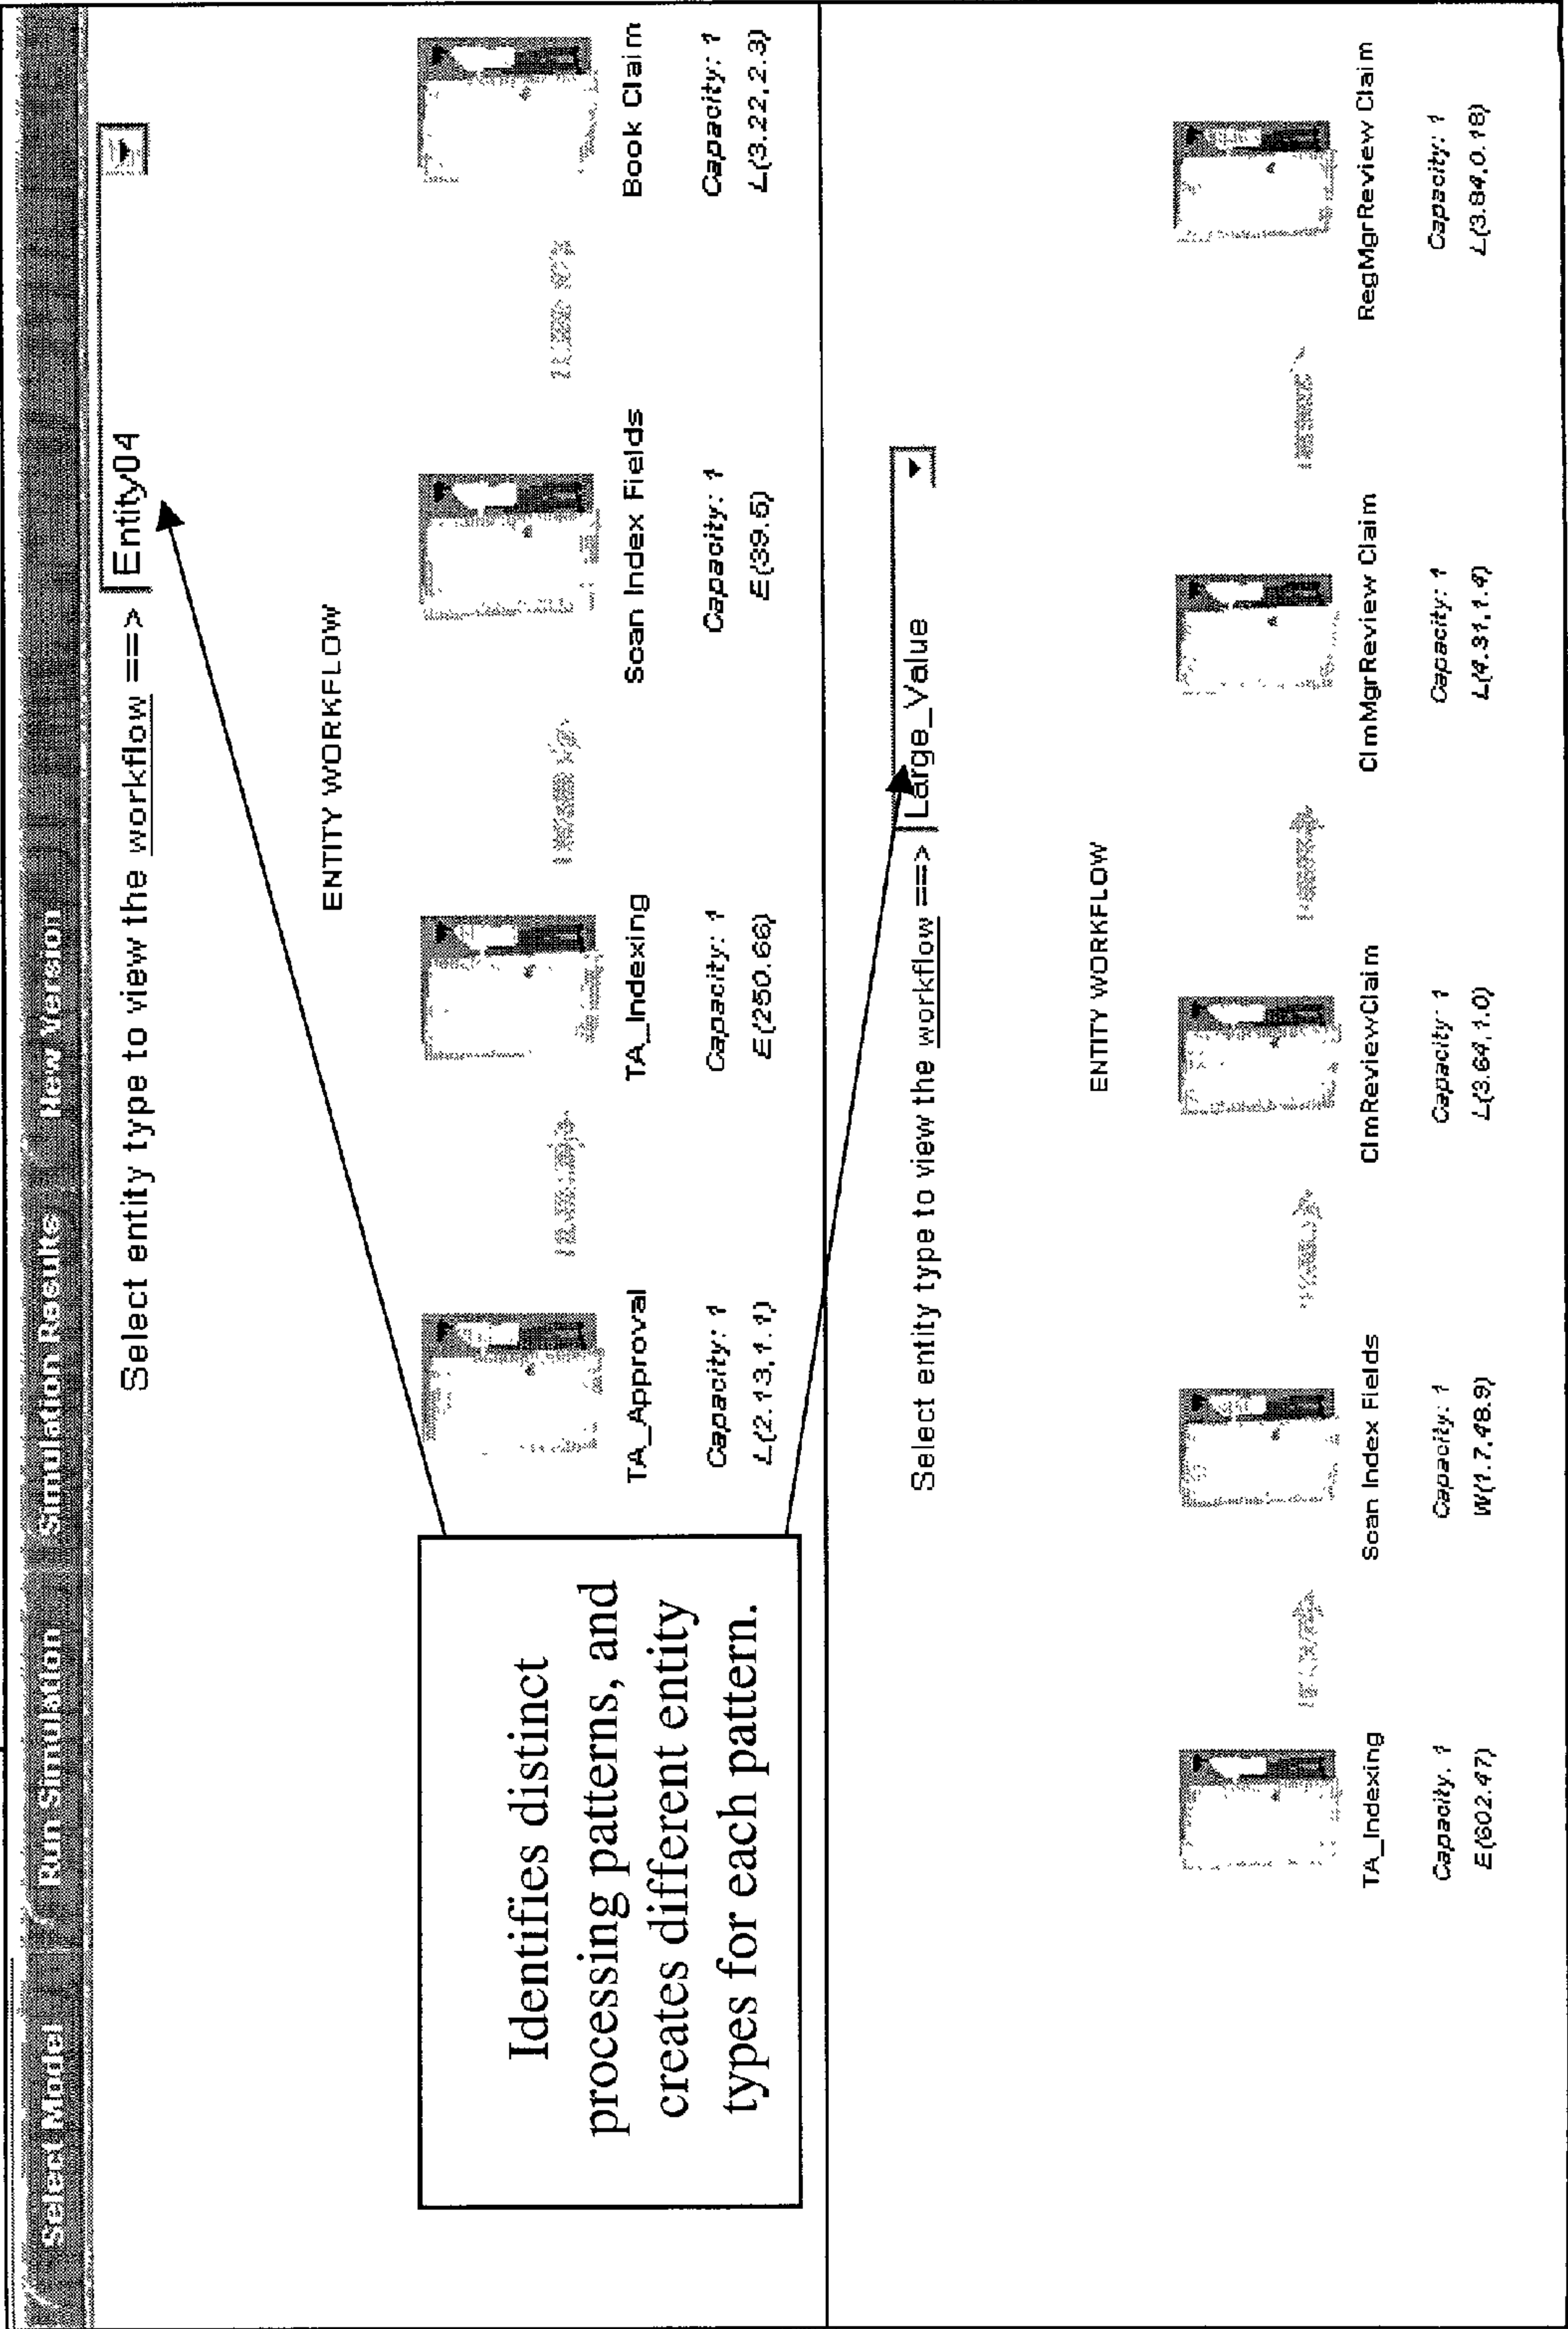 Select Model Run Simulation Simulation Results New Version
Select entity type to view the workflow ==> Entity04
ENTITY WORKFLOW
TA_Approval TA_Indexing Scan Index Fields Book Claim
Capacity: 1 Capacity: 1 Capacity: 1 Capacity: 1
L(2.13,1.1) E(250.66) E(39.5) L(3.22,2.3)
Identifies distinct
processing patterns, and
creates different entity
types for each pattern.
Select entity type to view the workflow ==> Large_Value
ENTITY WORKFLOW
TA_Indexing Scan Index Fields ClmReviewClaim ClmMgrReview Claim RegMgrReview Claim
Capacity: 1 Capacity: 1 Capacity: 1 Capacity: 1 Capacity: 1
E(602.47) W(1.7,48.9) L(3.64,1.0) L(4.31,1.4) L(3.84,0.18)